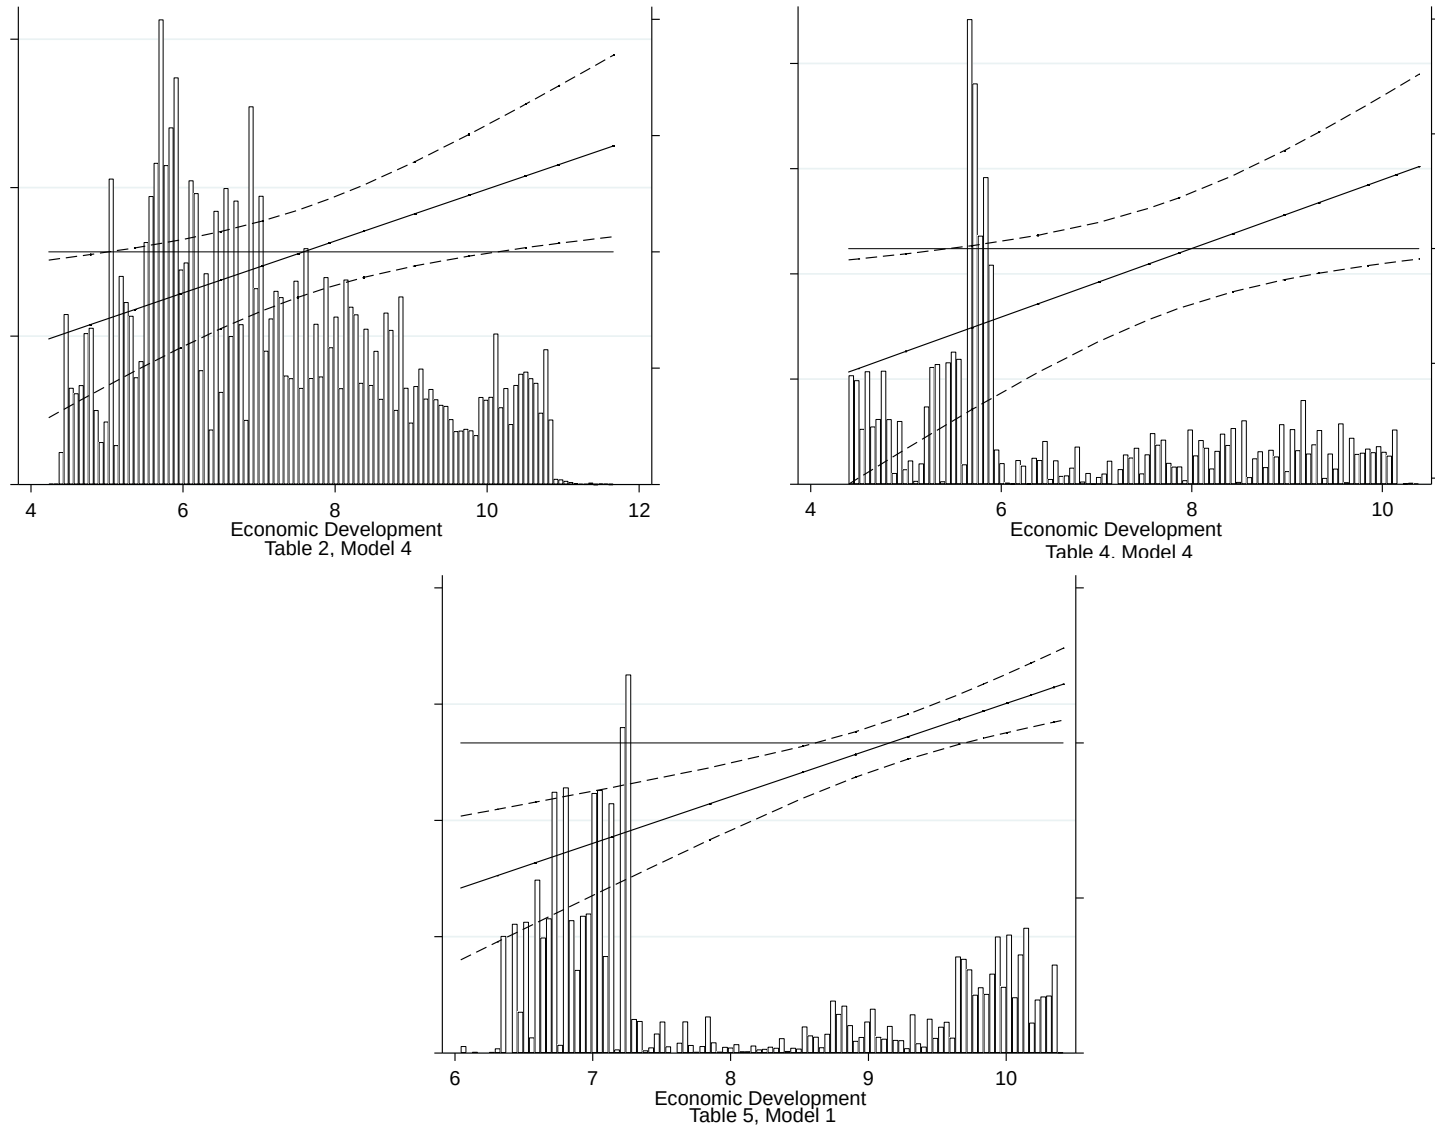 4 6 8 10 12
Economic Development
Table 2, Model 4
4 6 8 10
Economic Development
Table 4, Model 4
6 7 8 9 10
Economic Development
Table 5, Model 1